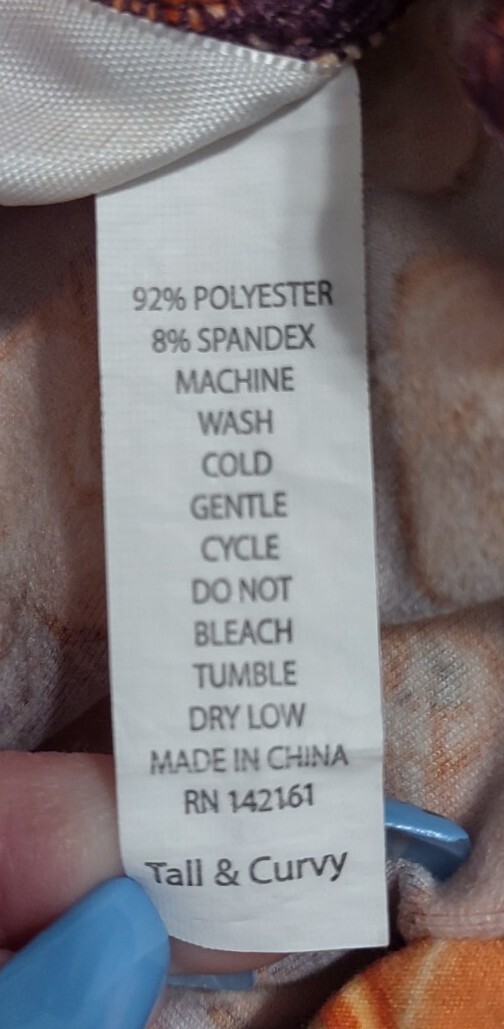 92% POLYESTER
8% SPANDEX
MACHINE
WASH
COLD
GENTLE
CYCLE
DO NOT
BLEACH
TUMBLE
DRY LOW
MADE IN CHINA
RN 142161
Tall & Curvy